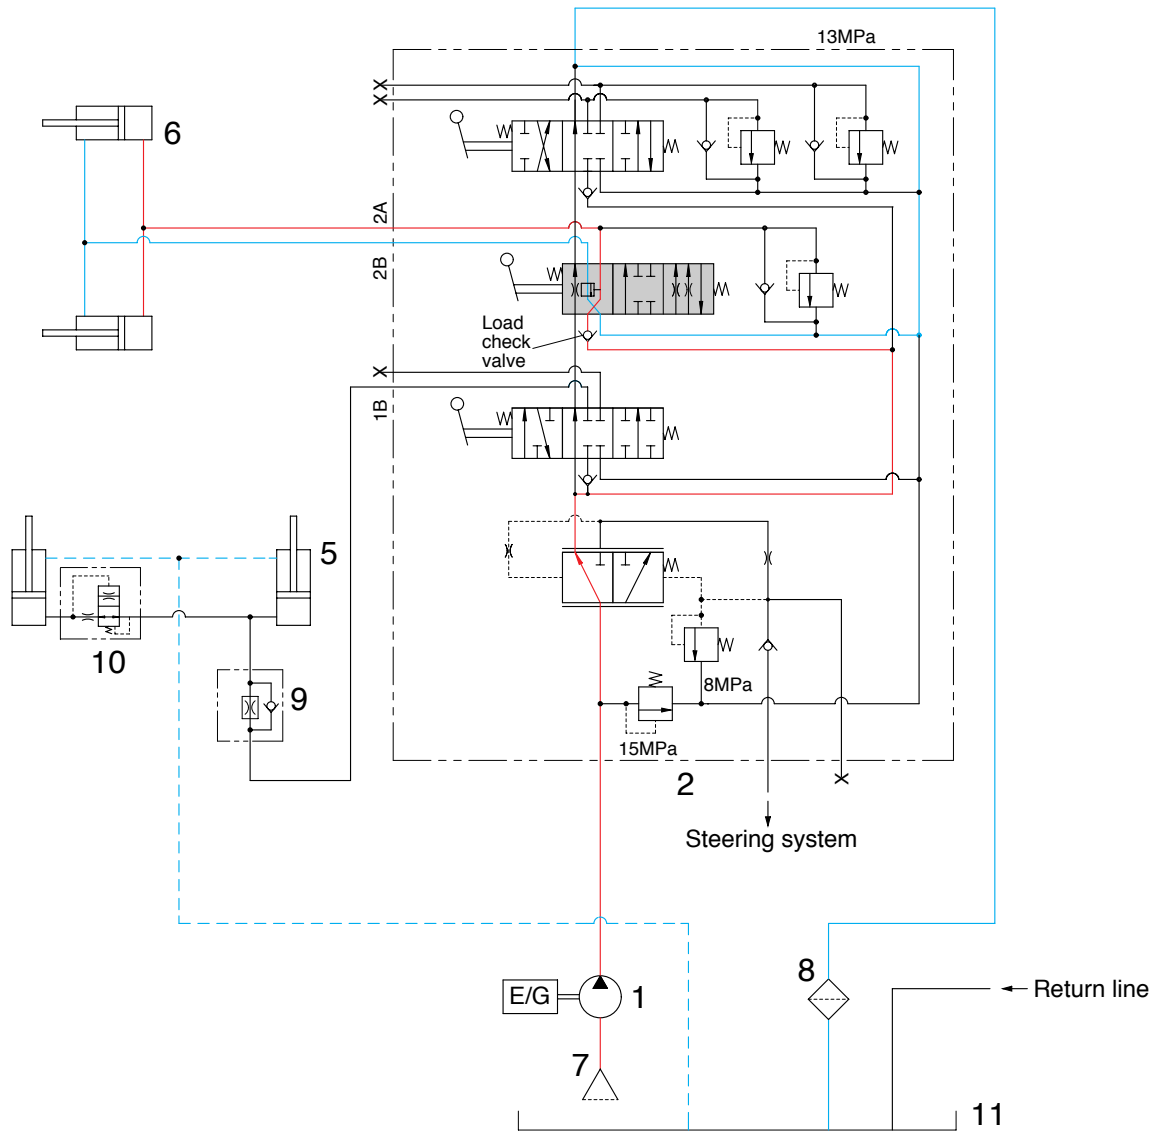 13MPa
X
X
6
2A
2B
Load
check
valve
X
1B
5
10
9
8MPa
15MPa
2
X
Steering system
8
E/G
1
Return line
7
11